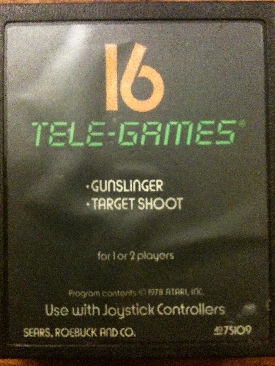 16
TELE-GAMES®
• GUNSLINGER
• TARGET SHOOT
for 1 or 2 players
Program contents © 1978 ATARI, INC.
Use with Joystick Controllers
SEARS, ROEBUCK AND CO. 75109